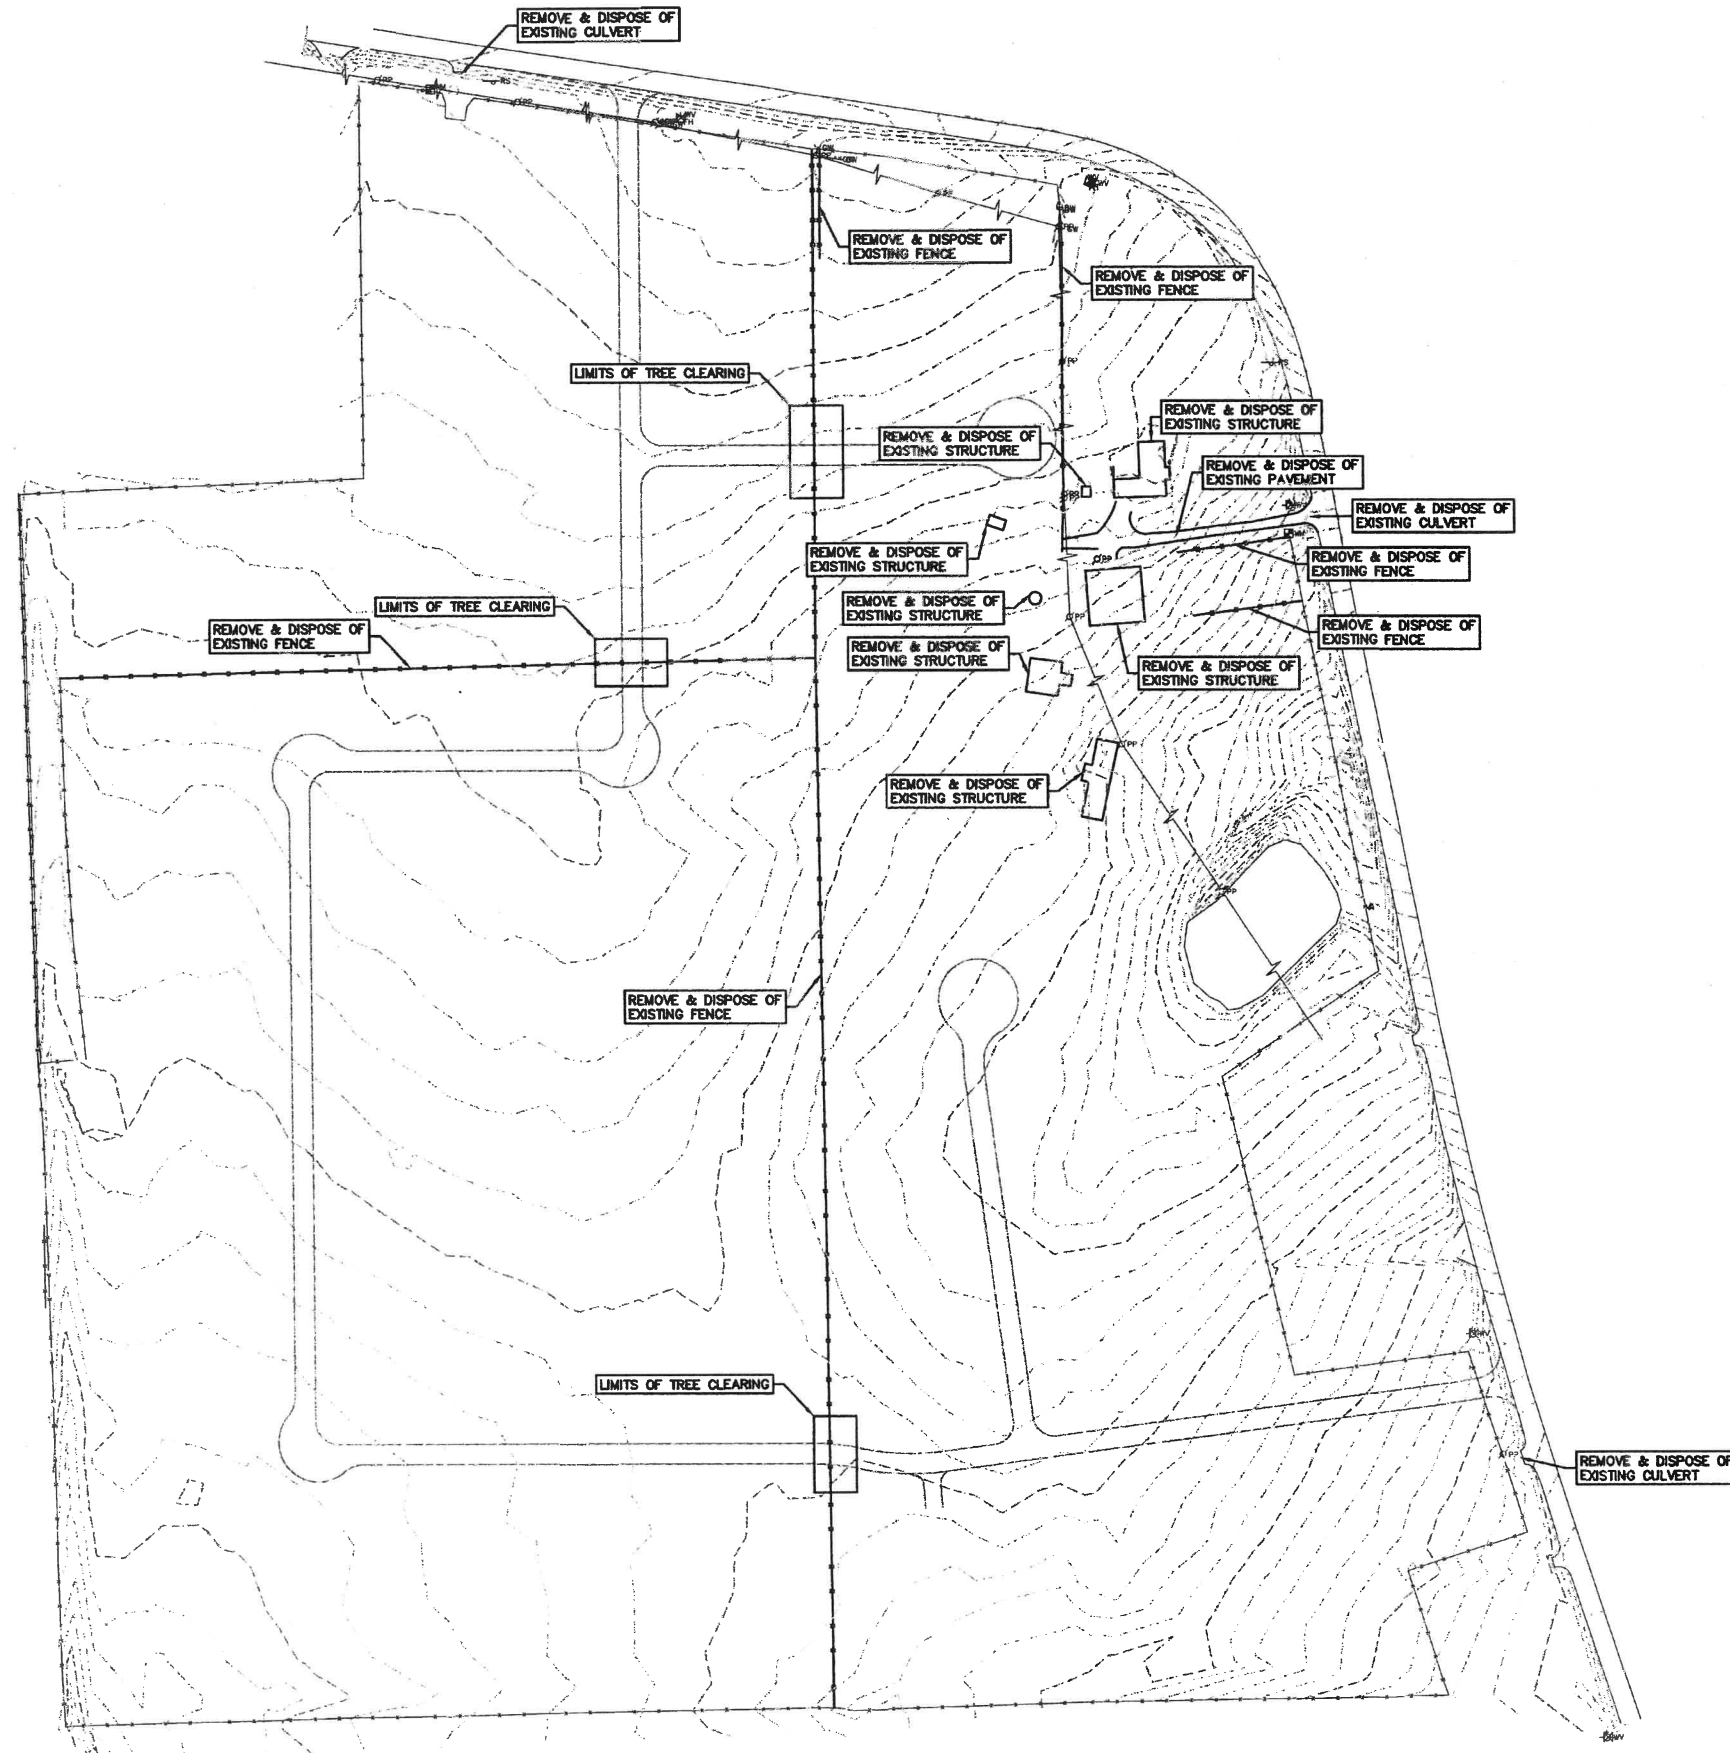 REMOVE & DISPOSE OF
EXISTING CULVERT
REMOVE & DISPOSE OF
EXISTING FENCE
REMOVE & DISPOSE OF
EXISTING FENCE
LIMITS OF TREE CLEARING
REMOVE & DISPOSE OF
EXISTING STRUCTURE
REMOVE & DISPOSE OF
EXISTING STRUCTURE
REMOVE & DISPOSE OF
EXISTING PAVEMENT
REMOVE & DISPOSE OF
EXISTING CULVERT
REMOVE & DISPOSE OF
EXISTING STRUCTURE
REMOVE & DISPOSE OF
EXISTING FENCE
LIMITS OF TREE CLEARING
REMOVE & DISPOSE OF
EXISTING STRUCTURE
REMOVE & DISPOSE OF
EXISTING FENCE
REMOVE & DISPOSE OF
EXISTING FENCE
REMOVE & DISPOSE OF
EXISTING STRUCTURE
REMOVE & DISPOSE OF
EXISTING STRUCTURE
REMOVE & DISPOSE OF
EXISTING STRUCTURE
REMOVE & DISPOSE OF
EXISTING FENCE
LIMITS OF TREE CLEARING
REMOVE & DISPOSE OF
EXISTING CULVERT